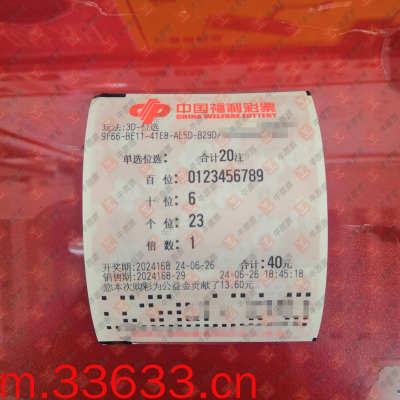 中国福利彩票
CHINA WELFARE LOTTERY
玩法:3D-单选
9F66-BE11-41E8-AE5D-B29D/
单选位选: 合计20注
百 位: 0123456789
十 位: 6
个 位: 23
倍 数: 1
开奖期:2024168 24-06-26 合计:40元
销售期:2024168-29 24-06-26 18:45:18
您本次购彩为公益金贡献了13.60元
m.33633.cn